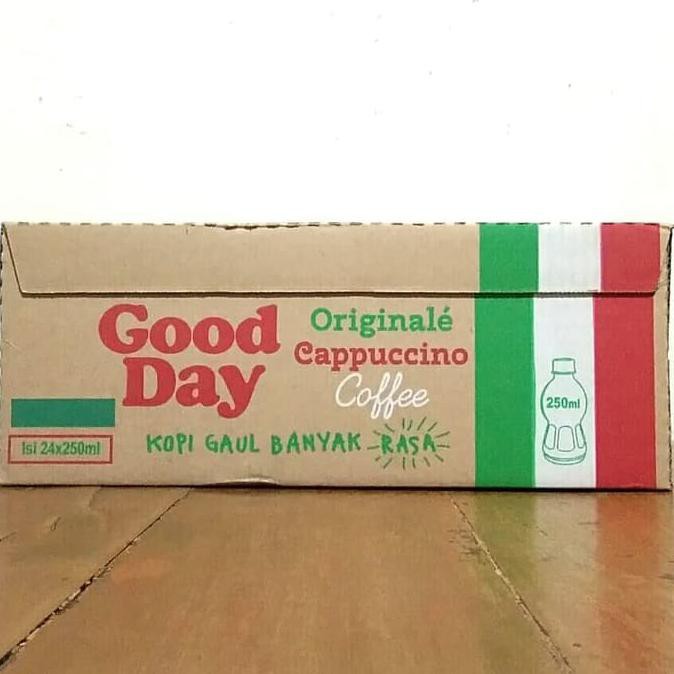 Good
Day
Originalé
Cappuccino
Coffee
KOPI GAUL BANYAK RASA
Isi 24x250ml
250ml